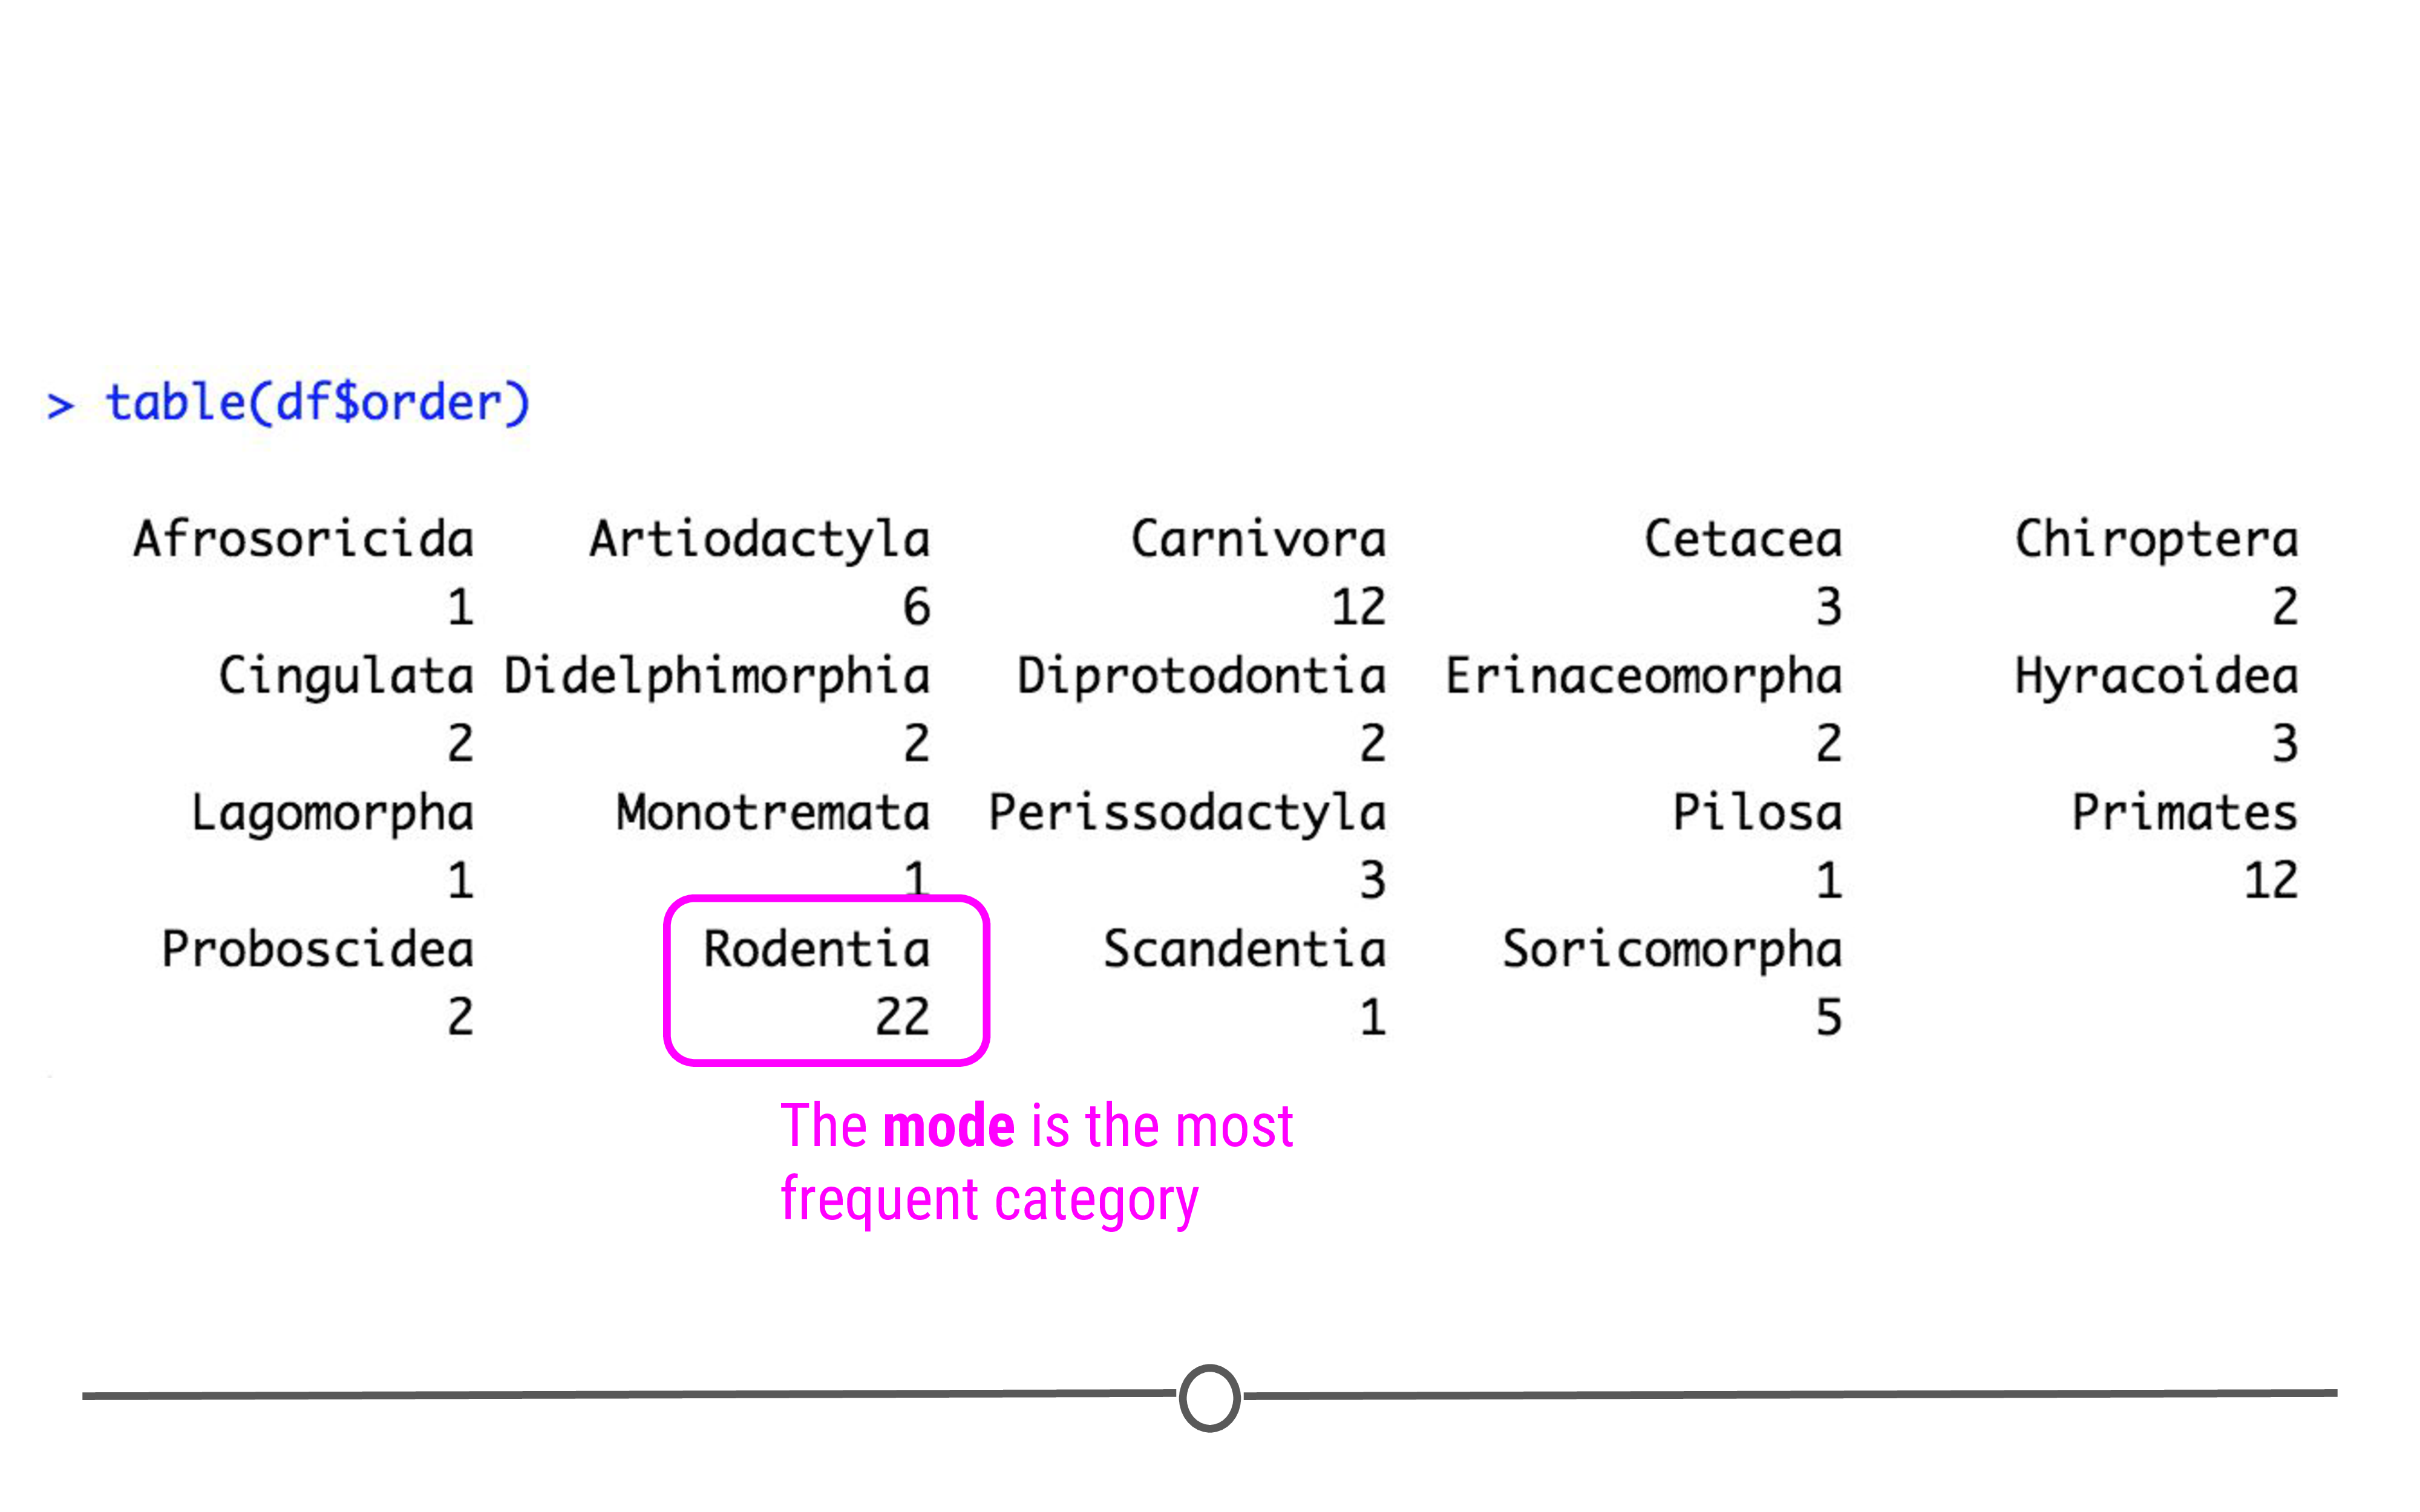 > table(df$order)
Afrosoricida Artiodactyla Carnivora Cetacea Chiroptera
1 6 12 3 2
Cingulata Didelphimorphia Diprotodontia Erinaceomorpha Hyracoidea
2 2 2 2 3
Lagomorpha Monotremata Perissodactyla Pilosa Primates
1 1 3 1 12
Proboscidea Rodentia Scandentia Soricomorpha
2 22 1 5
The mode is the most
frequent category